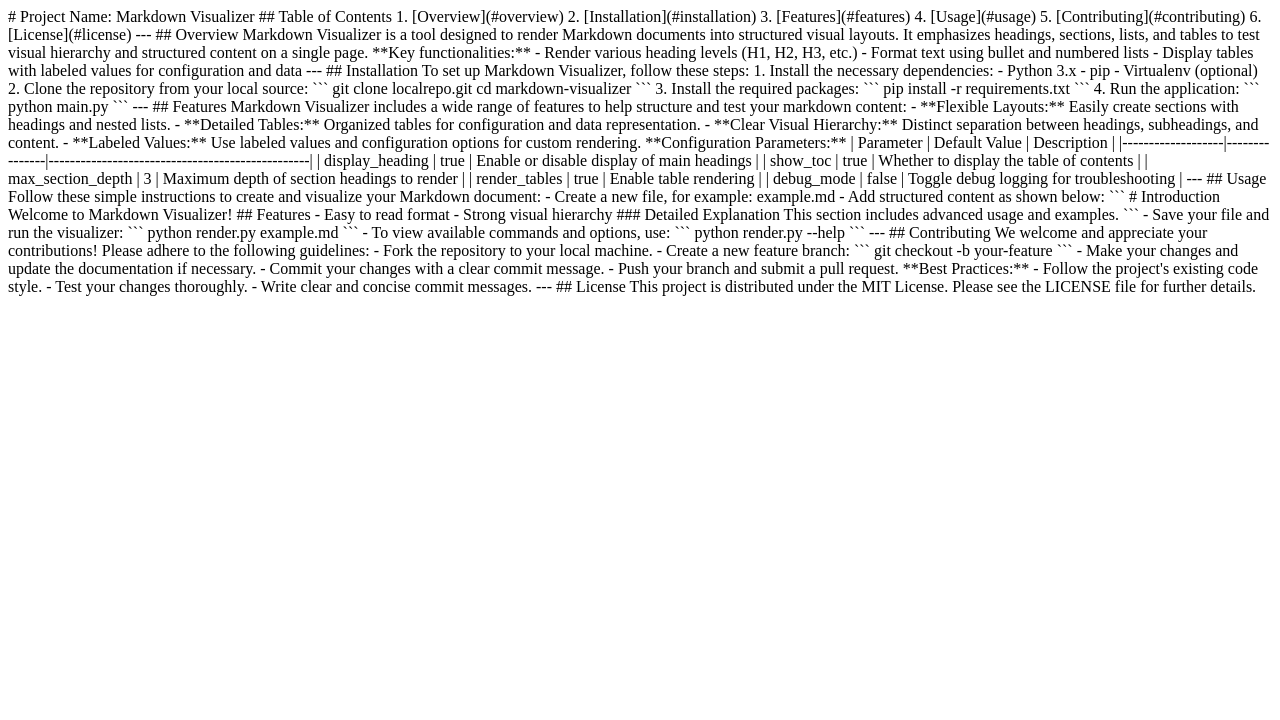 # Project Name: Markdown Visualizer ## Table of Contents 1. [Overview](#overview) 2. [Installation](#installation) 3. [Features](#features) 4. [Usage](#usage) 5. [Contributing](#contributing) 6.
[License](#license) --- ## Overview Markdown Visualizer is a tool designed to render Markdown documents into structured visual layouts. It emphasizes headings, sections, lists, and tables to test
visual hierarchy and structured content on a single page. **Key functionalities:** - Render various heading levels (H1, H2, H3, etc.) - Format text using bullet and numbered lists - Display tables
with labeled values for configuration and data --- ## Installation To set up Markdown Visualizer, follow these steps: 1. Install the necessary dependencies: - Python 3.x - pip - Virtualenv (optional)
2. Clone the repository from your local source: ``` git clone localrepo.git cd markdown-visualizer ``` 3. Install the required packages: ``` pip install -r requirements.txt ``` 4. Run the application: ```
python main.py ``` --- ## Features Markdown Visualizer includes a wide range of features to help structure and test your markdown content: - **Flexible Layouts:** Easily create sections with
headings and nested lists. - **Detailed Tables:** Organized tables for configuration and data representation. - **Clear Visual Hierarchy:** Distinct separation between headings, subheadings, and
content. - **Labeled Values:** Use labeled values and configuration options for custom rendering. **Configuration Parameters:** | Parameter | Default Value | Description | |-------------------|--------
-------|-------------------------------------------------| | display_heading | true | Enable or disable display of main headings | | show_toc | true | Whether to display the table of contents | |
max_section_depth | 3 | Maximum depth of section headings to render | | render_tables | true | Enable table rendering | | debug_mode | false | Toggle debug logging for troubleshooting | --- ## Usage
Follow these simple instructions to create and visualize your Markdown document: - Create a new file, for example: example.md - Add structured content as shown below: ``` # Introduction
Welcome to Markdown Visualizer! ## Features - Easy to read format - Strong visual hierarchy ### Detailed Explanation This section includes advanced usage and examples. ``` - Save your file and
run the visualizer: ``` python render.py example.md ``` - To view available commands and options, use: ``` python render.py --help ``` --- ## Contributing We welcome and appreciate your
contributions! Please adhere to the following guidelines: - Fork the repository to your local machine. - Create a new feature branch: ``` git checkout -b your-feature ``` - Make your changes and
update the documentation if necessary. - Commit your changes with a clear commit message. - Push your branch and submit a pull request. **Best Practices:** - Follow the project's existing code
style. - Test your changes thoroughly. - Write clear and concise commit messages. --- ## License This project is distributed under the MIT License. Please see the LICENSE file for further details.